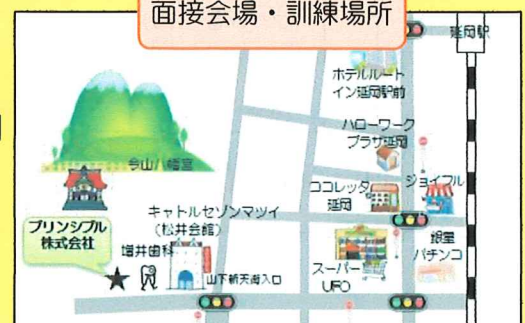 面接会場・訓練場所
延岡駅
ホテルルート
イン延岡駅前
ハローワーク
プラザ延岡
今山八幡宮
ココレッタ
延岡
ジョイフル
キャトルセゾンマツイ
(松井会館)
プリンシプル
株式会社
増井歯科
山下新天街入口
スーパー
UFO
銀星
パチンコ